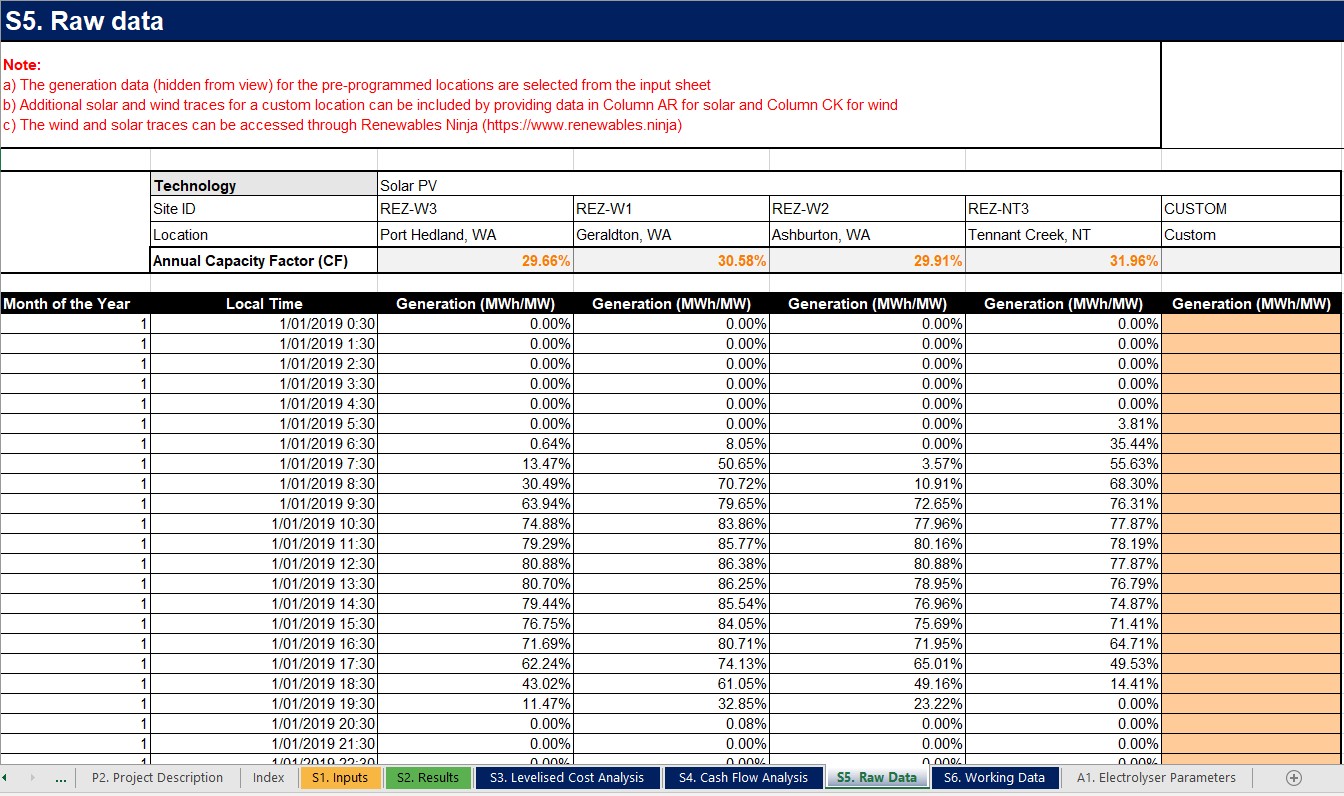 S5. Raw data
Note:
a) The generation data (hidden from view) for the pre-programmed locations are selected from the input sheet
b) Additional solar and wind traces for a custom location can be included by providing data in Column AR for solar and Column CK for wind
c) The wind and solar traces can be accessed through Renewables Ninja (https://www.renewables.ninja)
Technology Solar PV
Site ID REZ-W3 REZ-W1 REZ-W2 REZ-NT3 CUSTOM
Location Port Hedland, WA Geraldton, WA Ashburton, WA Tennant Creek, NT Custom
Annual Capacity Factor (CF) 29.66% 30.58% 29.91% 31.96%
Month of the Year Local Time Generation (MWh/MW) Generation (MWh/MW) Generation (MWh/MW) Generation (MWh/MW) Generation (MWh/MW)
1 1/01/2019 0:30 0.00% 0.00% 0.00% 0.00%
1 1/01/2019 1:30 0.00% 0.00% 0.00% 0.00%
1 1/01/2019 2:30 0.00% 0.00% 0.00% 0.00%
1 1/01/2019 3:30 0.00% 0.00% 0.00% 0.00%
1 1/01/2019 4:30 0.00% 0.00% 0.00% 0.00%
1 1/01/2019 5:30 0.00% 0.00% 0.00% 3.81%
1 1/01/2019 6:30 0.64% 8.05% 0.00% 35.44%
1 1/01/2019 7:30 13.47% 50.65% 3.57% 55.63%
1 1/01/2019 8:30 30.49% 70.72% 10.91% 68.30%
1 1/01/2019 9:30 63.94% 79.65% 72.65% 76.31%
1 1/01/2019 10:30 74.88% 83.86% 77.96% 77.87%
1 1/01/2019 11:30 79.29% 85.77% 80.16% 78.19%
1 1/01/2019 12:30 80.88% 86.38% 80.88% 77.87%
1 1/01/2019 13:30 80.70% 86.25% 78.95% 76.79%
1 1/01/2019 14:30 79.44% 85.54% 76.96% 74.87%
1 1/01/2019 15:30 76.75% 84.05% 75.69% 71.41%
1 1/01/2019 16:30 71.69% 80.71% 71.95% 64.71%
1 1/01/2019 17:30 62.24% 74.13% 65.01% 49.53%
1 1/01/2019 18:30 43.02% 61.05% 49.16% 14.41%
1 1/01/2019 19:30 11.47% 32.85% 23.22% 0.00%
1 1/01/2019 20:30 0.00% 0.08% 0.00% 0.00%
1 1/01/2019 21:30 0.00% 0.00% 0.00% 0.00%
1 1/01/2019 22:30 0.00% 0.00% 0.00% 0.00%
... P2. Project Description Index S1. Inputs S2. Results S3. Levelised Cost Analysis S4. Cash Flow Analysis S5. Raw Data S6. Working Data A1. Electrolyser Parameters